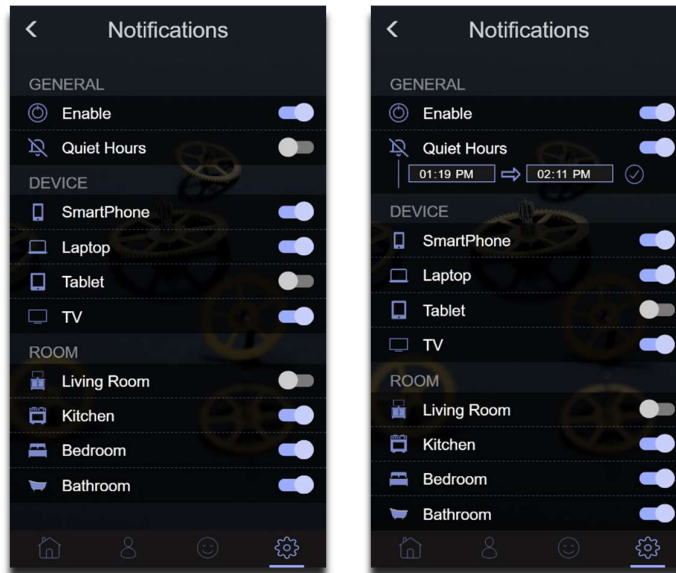 Notifications
GENERAL
Enable
Quiet Hours
DEVICE
SmartPhone
Laptop
Tablet
TV
ROOM
Living Room
Kitchen
Bedroom
Bathroom
Notifications
GENERAL
Enable
Quiet Hours
01:19 PM 02:11 PM
DEVICE
SmartPhone
Laptop
Tablet
TV
ROOM
Living Room
Kitchen
Bedroom
Bathroom